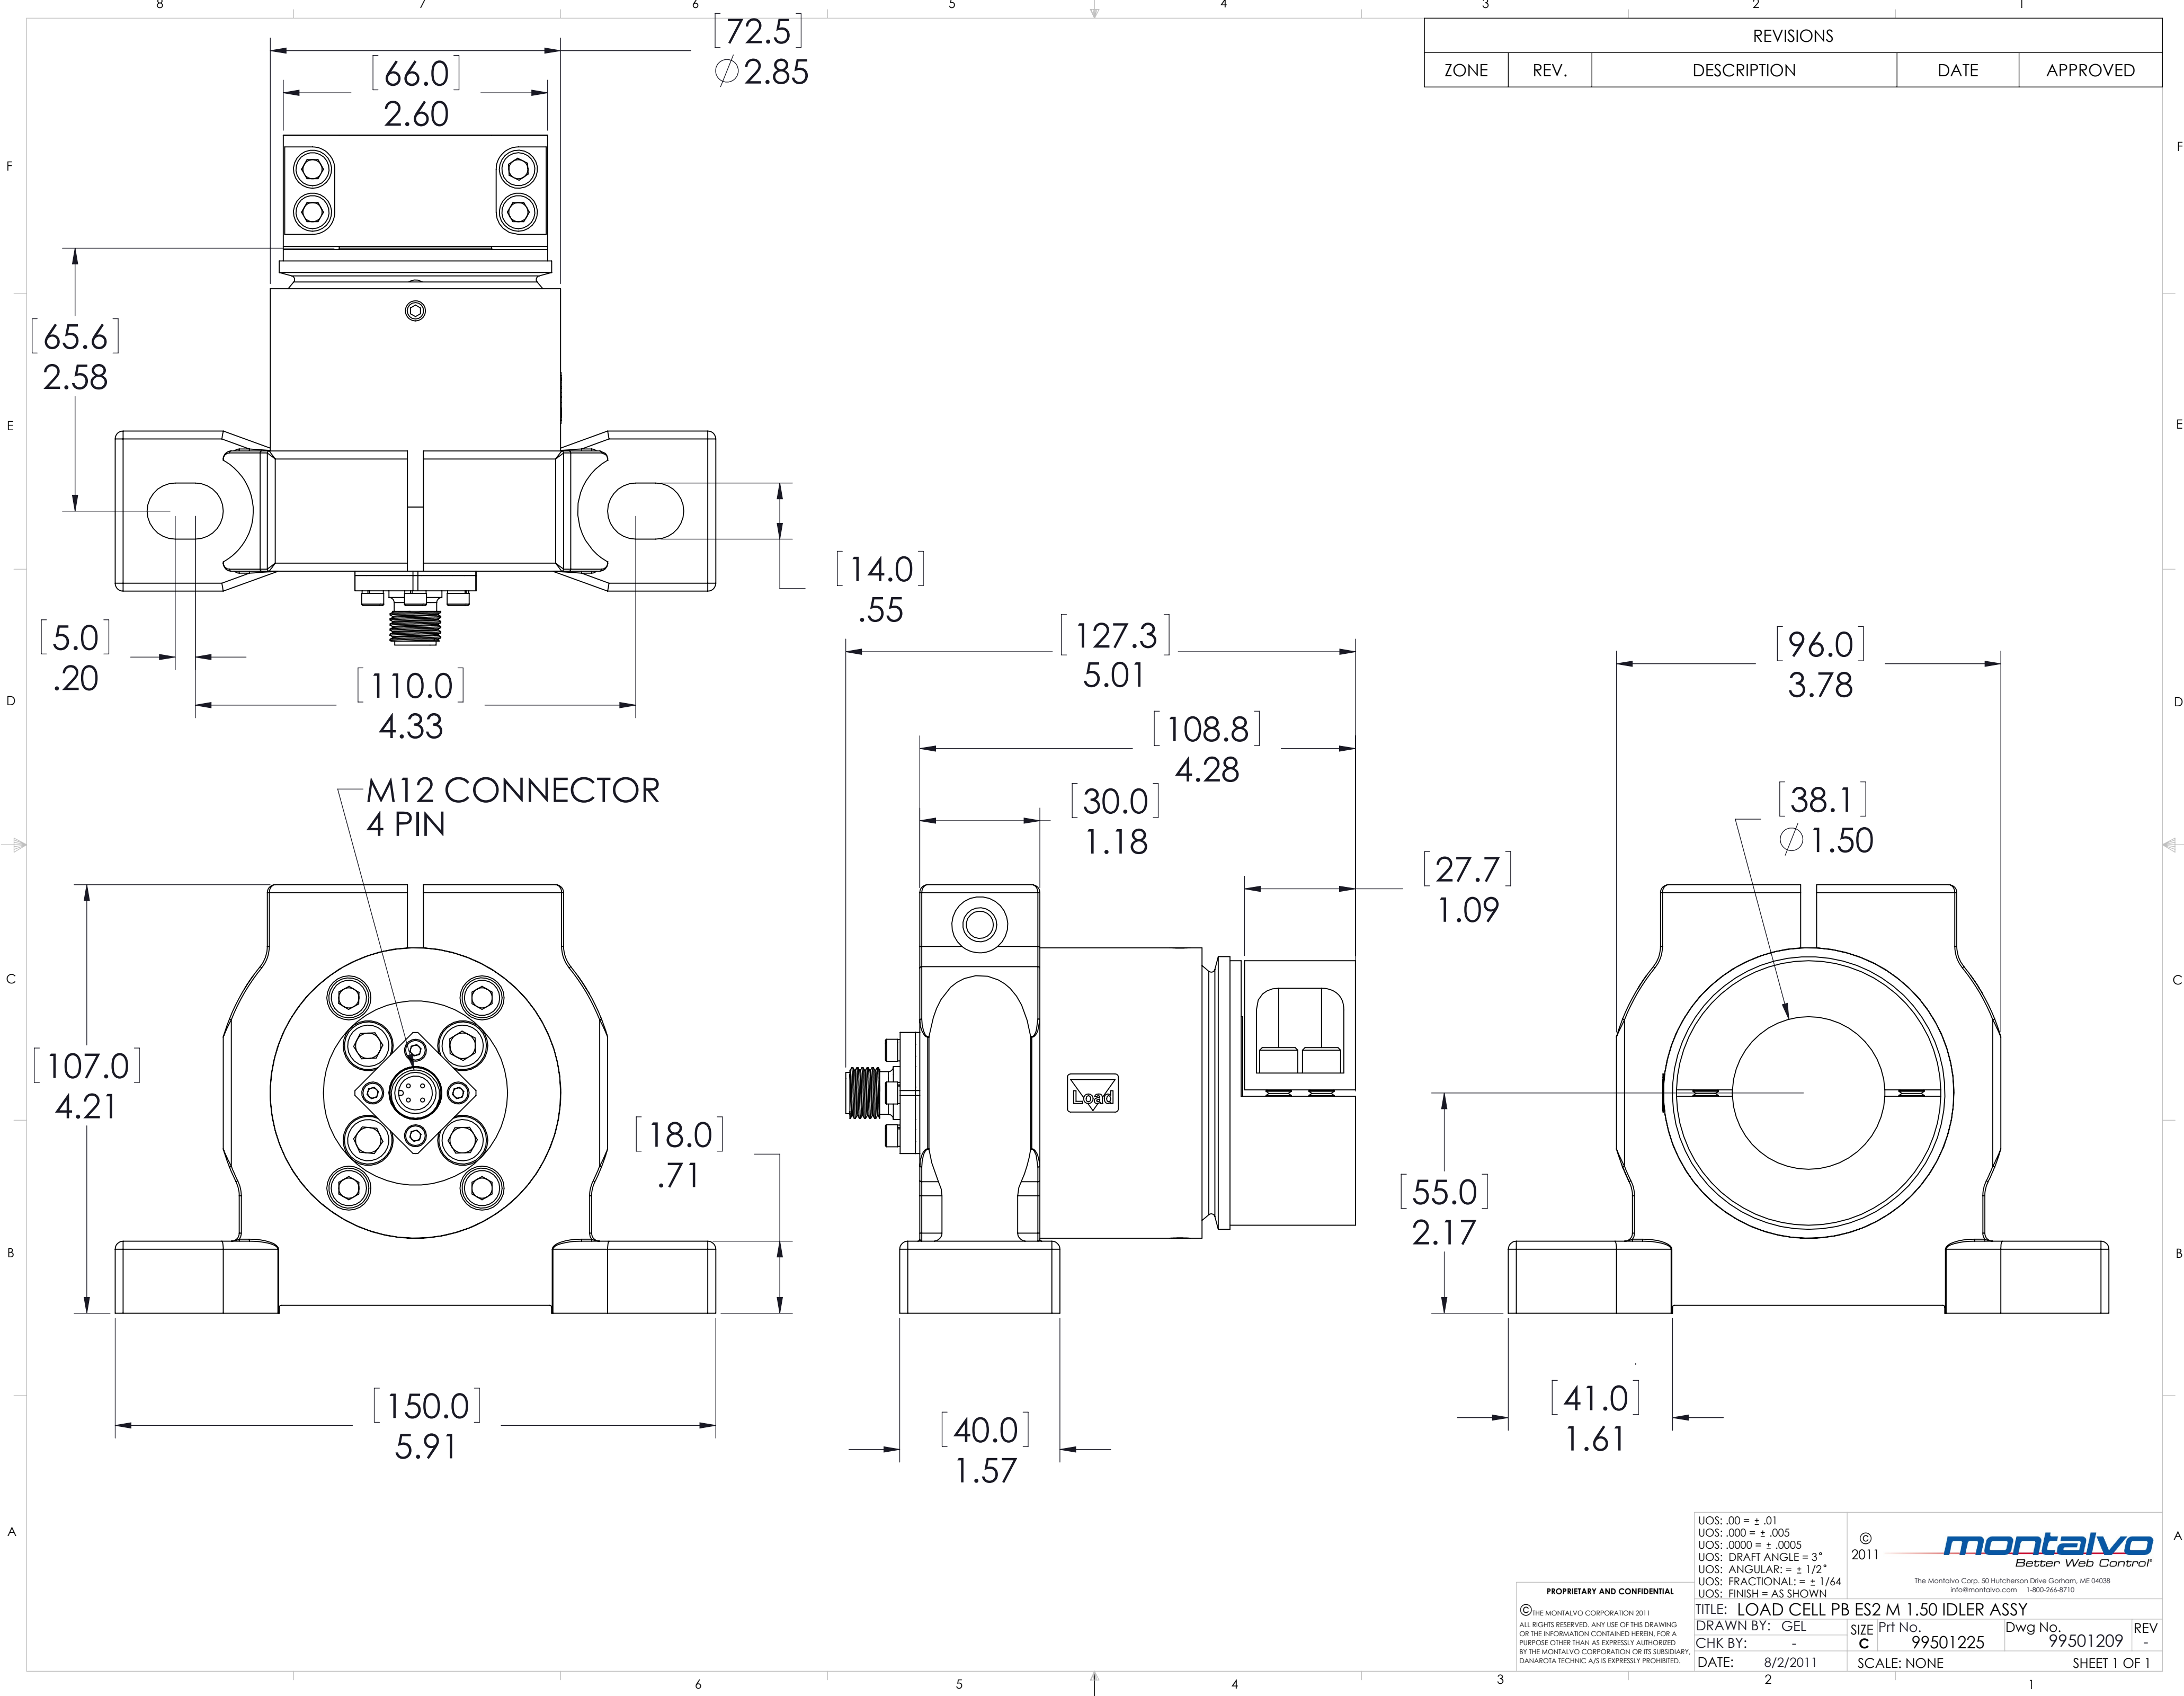 8 7 6 5 4 3 2 1
REVISIONS
ZONE REV. DESCRIPTION DATE APPROVED
[72.5]
∅2.85
[66.0]
2.60
F F
[65.6]
2.58
E E
[14.0]
.55
[5.0]
.20
[110.0]
4.33
[127.3]
5.01
[96.0]
3.78
D D
[108.8]
4.28
M12 CONNECTOR
4 PIN
[30.0]
1.18
[38.1]
∅1.50
[27.7]
1.09
C C
[107.0]
4.21
Load
[18.0]
.71
[55.0]
2.17
B B
[150.0]
5.91
[40.0]
1.57
[41.0]
1.61
A A
UOS: .00 = ± .01
UOS: .000 = ± .005
UOS: .0000 = ± .0005
UOS: DRAFT ANGLE = 3°
UOS: ANGULAR: = ± 1/2°
UOS: FRACTIONAL: = ± 1/64
UOS: FINISH = AS SHOWN
©
2011
montalvo
Better Web Control®
The Montalvo Corp. 50 Hutcherson Drive Gorham, ME 04038
info@montalvo.com 1-800-266-8710
PROPRIETARY AND CONFIDENTIAL
©THE MONTALVO CORPORATION 2011
ALL RIGHTS RESERVED. ANY USE OF THIS DRAWING
OR THE INFORMATION CONTAINED HEREIN, FOR A
PURPOSE OTHER THAN AS EXPRESSLY AUTHORIZED
BY THE MONTALVO CORPORATION OR ITS SUBSIDIARY,
DANAROTA TECHNIC A/S IS EXPRESSLY PROHIBITED.
TITLE: LOAD CELL PB ES2 M 1.50 IDLER ASSY
DRAWN BY: GEL
CHK BY: -
DATE: 8/2/2011
SIZE
C
Prt No.
99501225
Dwg No.
99501209
REV
-
SCALE: NONE SHEET 1 OF 1
6 5 4 3 2 1